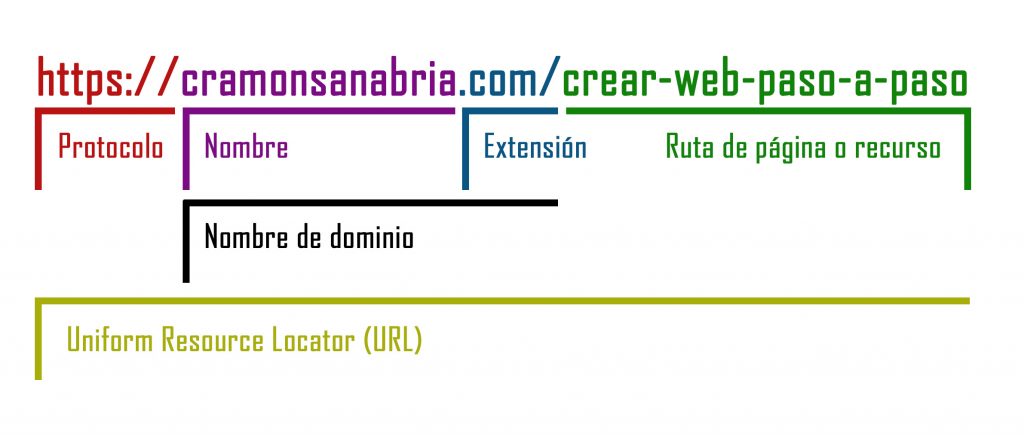 https://cramonsanabria.com/crear-web-paso-a-paso
Protocolo Nombre Extensión Ruta de página o recurso
Nombre de dominio
Uniform Resource Locator (URL)